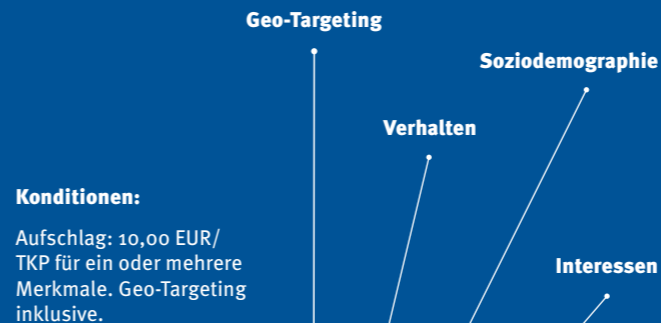 Geo-Targeting
Soziodemographie
Verhalten
Konditionen:
Aufschlag: 10,00 EUR/
TKP für ein oder mehrere
Merkmale. Geo-Targeting
inklusive.
Interessen